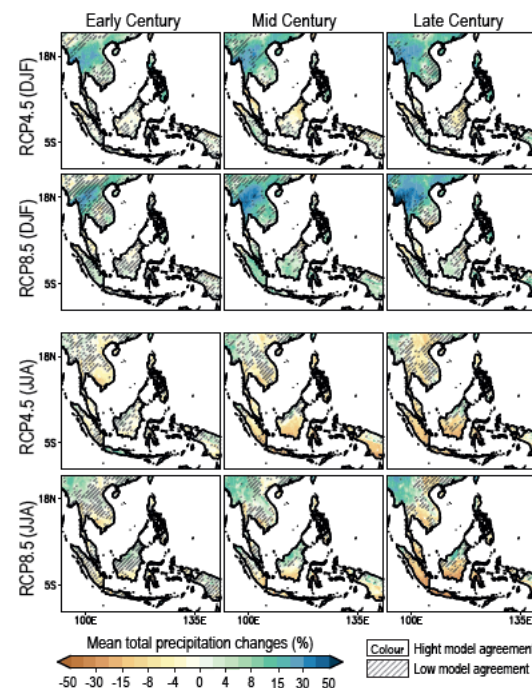 Early Century Mid Century Late Century
RCP4.5 (DJF)
18N
5S
RCP8.5 (DJF)
18N
5S
RCP4.5 (JJA)
18N
5S
RCP8.5 (JJA)
18N
5S
100E 135E 100E 135E 100E 135E
Mean total precipitation changes (%)
-50 -30 -15 -8 -4 0 4 8 15 30 50
Colour Hight model agreement
Low model agreement